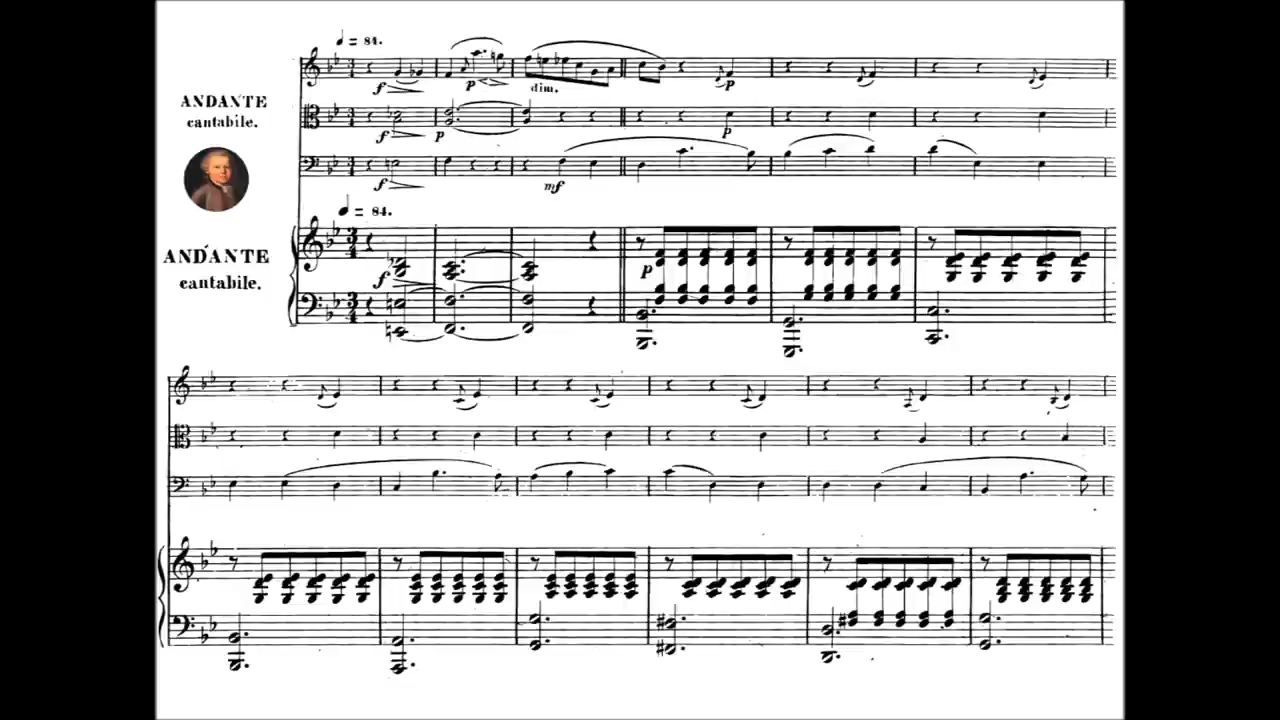 ♩ = 84.
ANDANTE
cantabile.
f
p
dim.
p
f
p
p
f
mf
♩ = 84.
ANDANTE
cantabile.
f
p